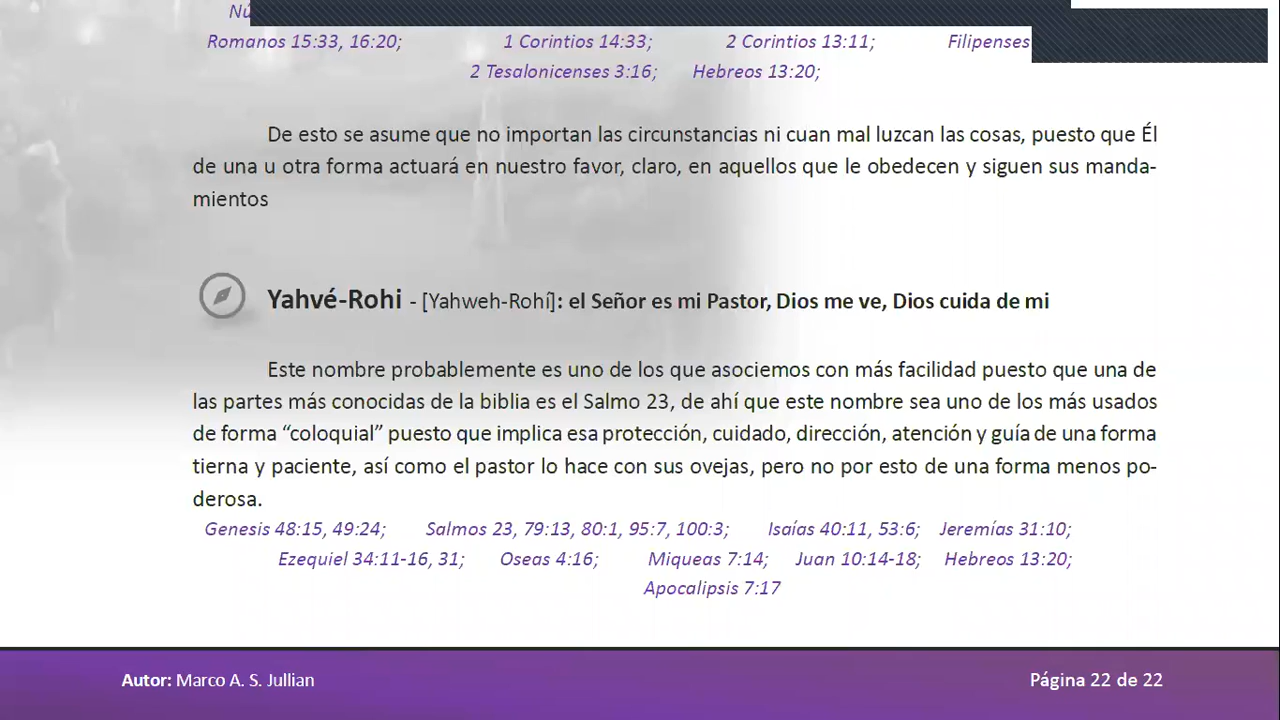 Romanos 15:33, 16:20; 1 Corintios 14:33; 2 Corintios 13:11; Filipenses
2 Tesalonicenses 3:16; Hebreos 13:20;
De esto se asume que no importan las circunstancias ni cuan mal luzcan las cosas, puesto que Él
de una u otra forma actuará en nuestro favor, claro, en aquellos que le obedecen y siguen sus manda-
mientos
Yahvé-Rohi - [Yahweh-Rohí]: el Señor es mi Pastor, Dios me ve, Dios cuida de mi
Este nombre probablemente es uno de los que asociemos con más facilidad puesto que una de
las partes más conocidas de la biblia es el Salmo 23, de ahí que este nombre sea uno de los más usados
de forma “coloquial” puesto que implica esa protección, cuidado, dirección, atención y guía de una forma
tierna y paciente, así como el pastor lo hace con sus ovejas, pero no por esto de una forma menos po-
derosa.
Genesis 48:15, 49:24; Salmos 23, 79:13, 80:1, 95:7, 100:3; Isaías 40:11, 53:6; Jeremías 31:10;
Ezequiel 34:11-16, 31; Oseas 4:16; Miqueas 7:14; Juan 10:14-18; Hebreos 13:20;
Apocalipsis 7:17
Autor: Marco A. S. Jullian Página 22 de 22